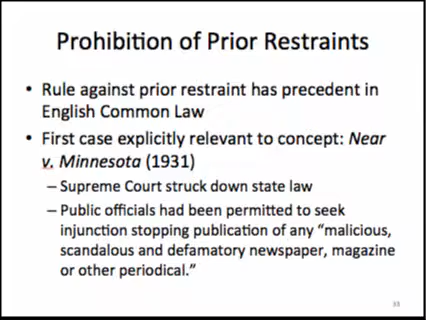 Prohibition of Prior Restraints
• Rule against prior restraint has precedent in
English Common Law
• First case explicitly relevant to concept: Near
v. Minnesota (1931)
– Supreme Court struck down state law
– Public officials had been permitted to seek
injunction stopping publication of any “malicious,
scandalous and defamatory newspaper, magazine
or other periodical.”